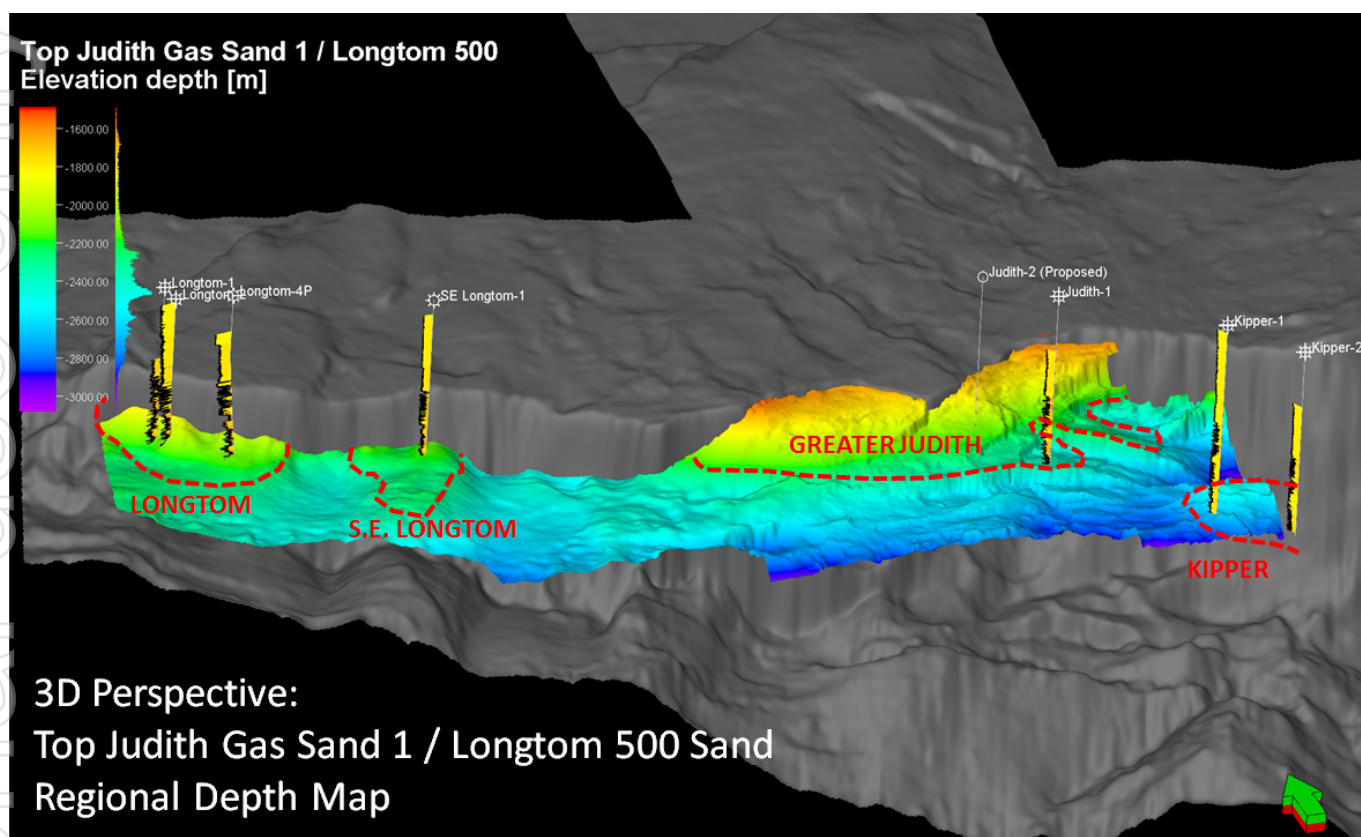 Top Judith Gas Sand 1 / Longtom 500
Elevation depth [m]
-1600.00
-1800.00
-2000.00
-2200.00
-2400.00
-2600.00
-2800.00
-3000.00
Longtom-1
Longtom-4P
SE Longtom-1
Judith-2 (Proposed)
Judith-1
Kipper-1
Kipper-2
GREATER JUDITH
LONGTOM
S.E. LONGTOM
KIPPER
3D Perspective:
Top Judith Gas Sand 1 / Longtom 500 Sand
Regional Depth Map